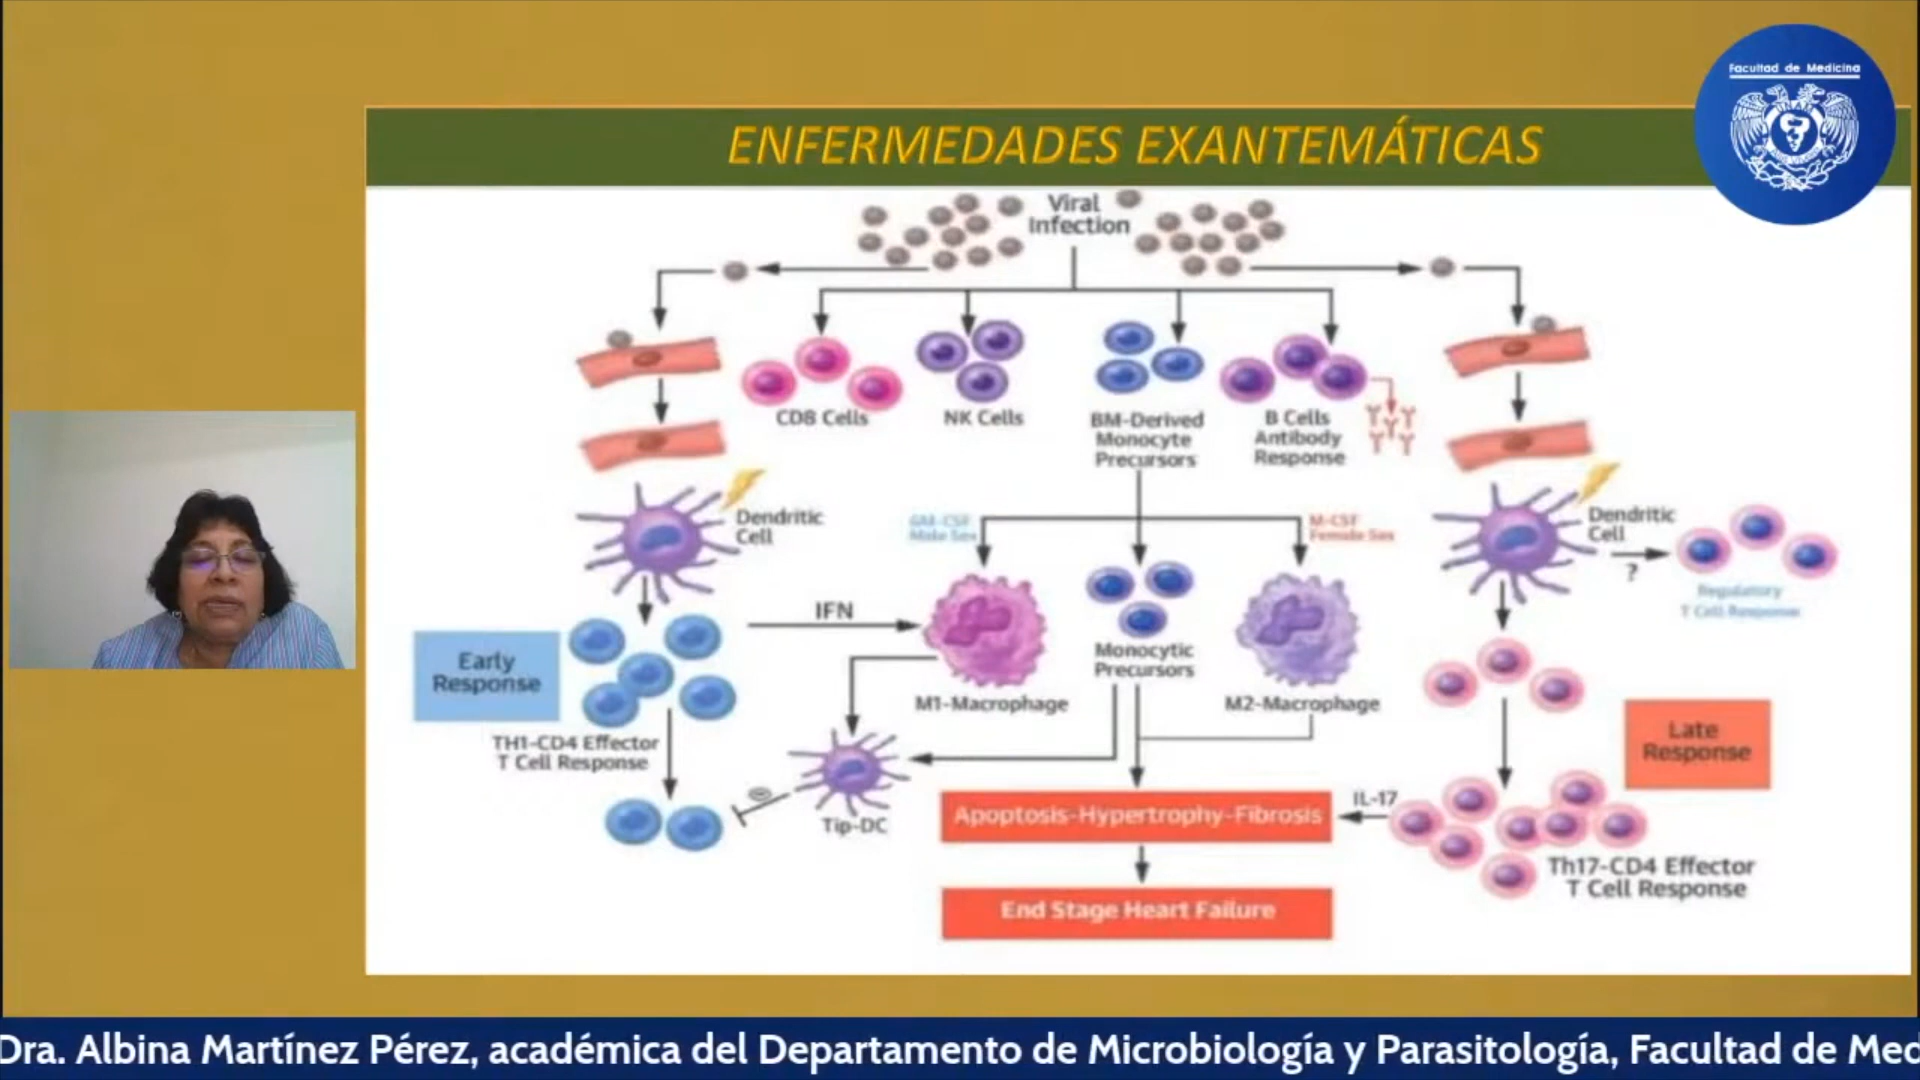 Facultad de Medicina
ENFERMEDADES EXANTEMÁTICAS
Viral
Infection
CD8 Cells
NK Cells
BM-Derived
Monocyte
Precursors
B Cells
Antibody
Response
Dendritic
Cell
GM-CSF
Male Sex
M-CSF
Female Sex
Dendritic
Cell
?
Regulatory
T Cell Response
IFN
Early
Response
Monocytic
Precursors
M1-Macrophage
M2-Macrophage
TH1-CD4 Effector
T Cell Response
Late
Response
Tip-DC
Apoptosis-Hypertrophy-Fibrosis
IL-17
Th17-CD4 Effector
T Cell Response
End Stage Heart Failure
Dra. Albina Martínez Pérez, académica del Departamento de Microbiología y Parasitología, Facultad de Med